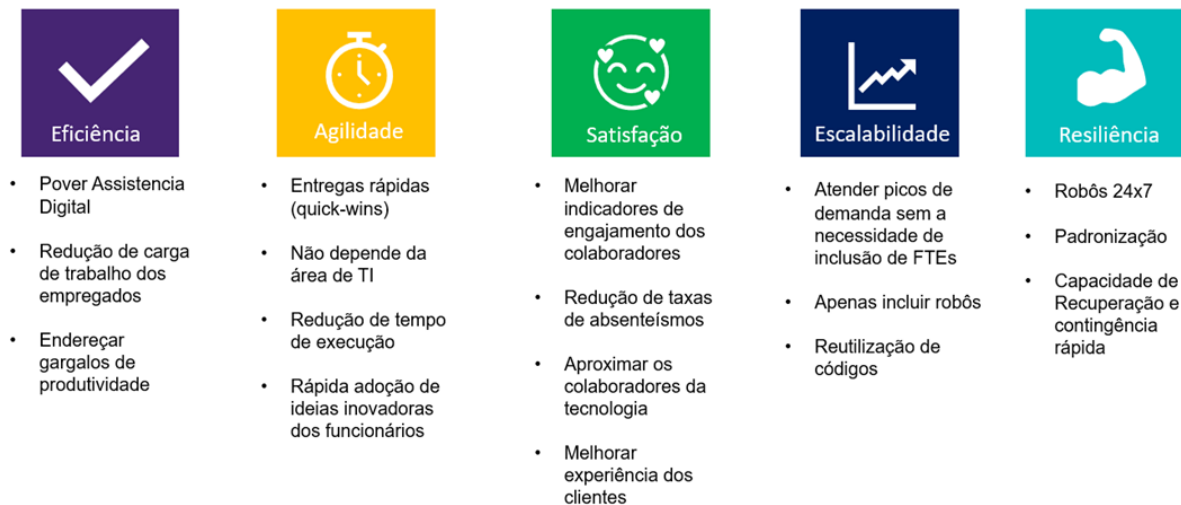 Eficiência
• Pover Assistencia
Digital
• Redução de carga
de trabalho dos
empregados
• Endereçar
gargalos de
produtividade
Agilidade
• Entregas rápidas
(quick-wins)
• Não depende da
área de TI
• Redução de tempo
de execução
• Rápida adoção de
ideias inovadoras
dos funcionários
Satisfação
• Melhorar
indicadores de
engajamento dos
colaboradores
• Redução de taxas
de absenteísmos
• Aproximar os
colaboradores da
tecnologia
• Melhorar
experiência dos
clientes
Escalabilidade
• Atender picos de
demanda sem a
necessidade de
inclusão de FTEs
• Apenas incluir robôs
• Reutilização de
códigos
Resiliência
• Robôs 24x7
• Padronização
• Capacidade de
Recuperação e
contingência
rápida